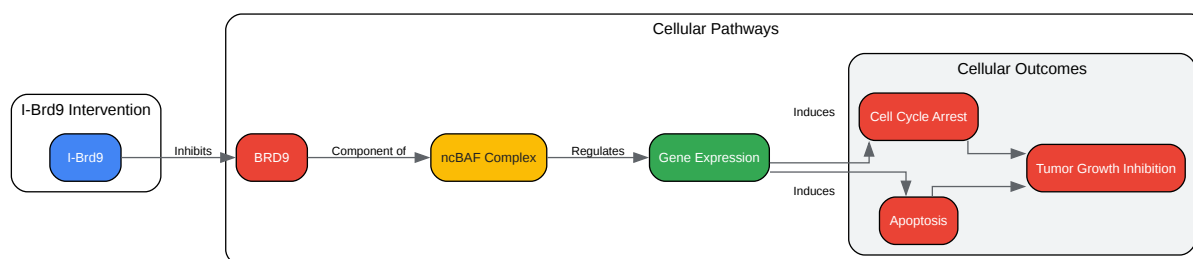 Cellular Pathways
Cellular Outcomes
I-Brd9 Intervention
Induces
Cell Cycle Arrest
I-Brd9
Inhibits
BRD9
Component of
ncBAF Complex
Regulates
Gene Expression
Tumor Growth Inhibition
Induces
Apoptosis